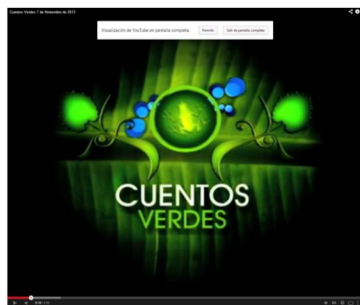 Cuentos Verdes 7 de Noviembre de 2013
Visualización de YouTube en pantalla completa.
Permitir
Salir de pantalla completa
CUENTOS
VERDES